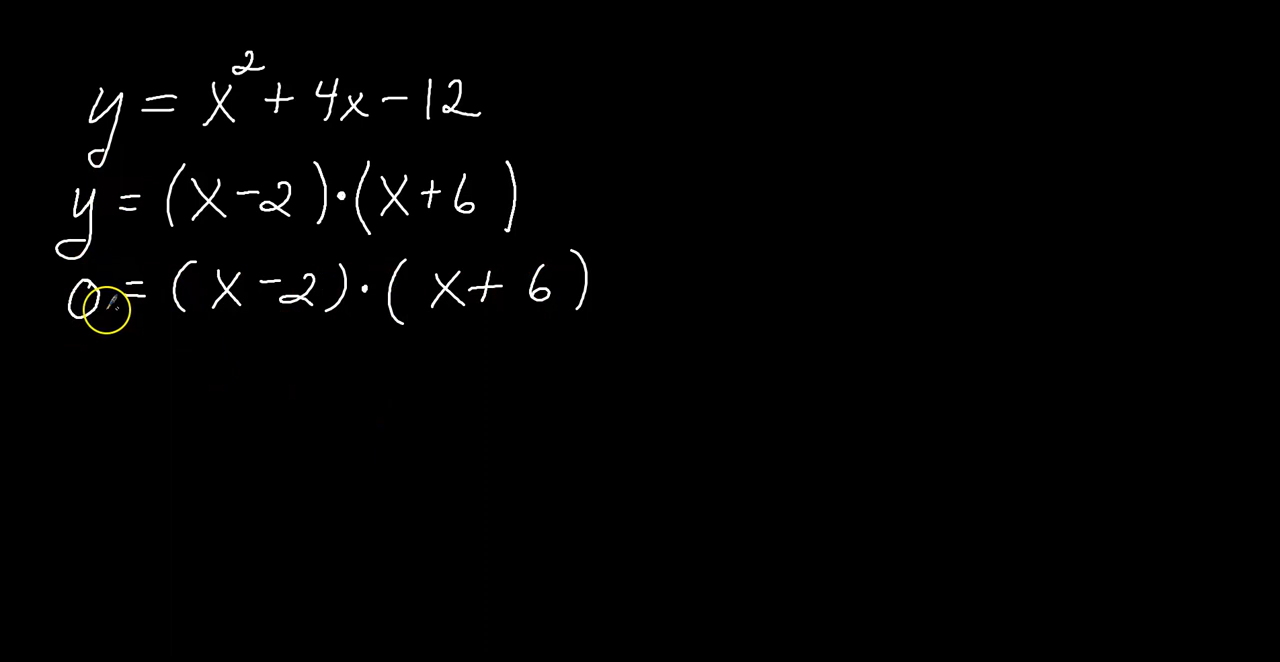 y = x² + 4x - 12
y = (x - 2) · (x + 6)
0 = (x - 2) · (x + 6)